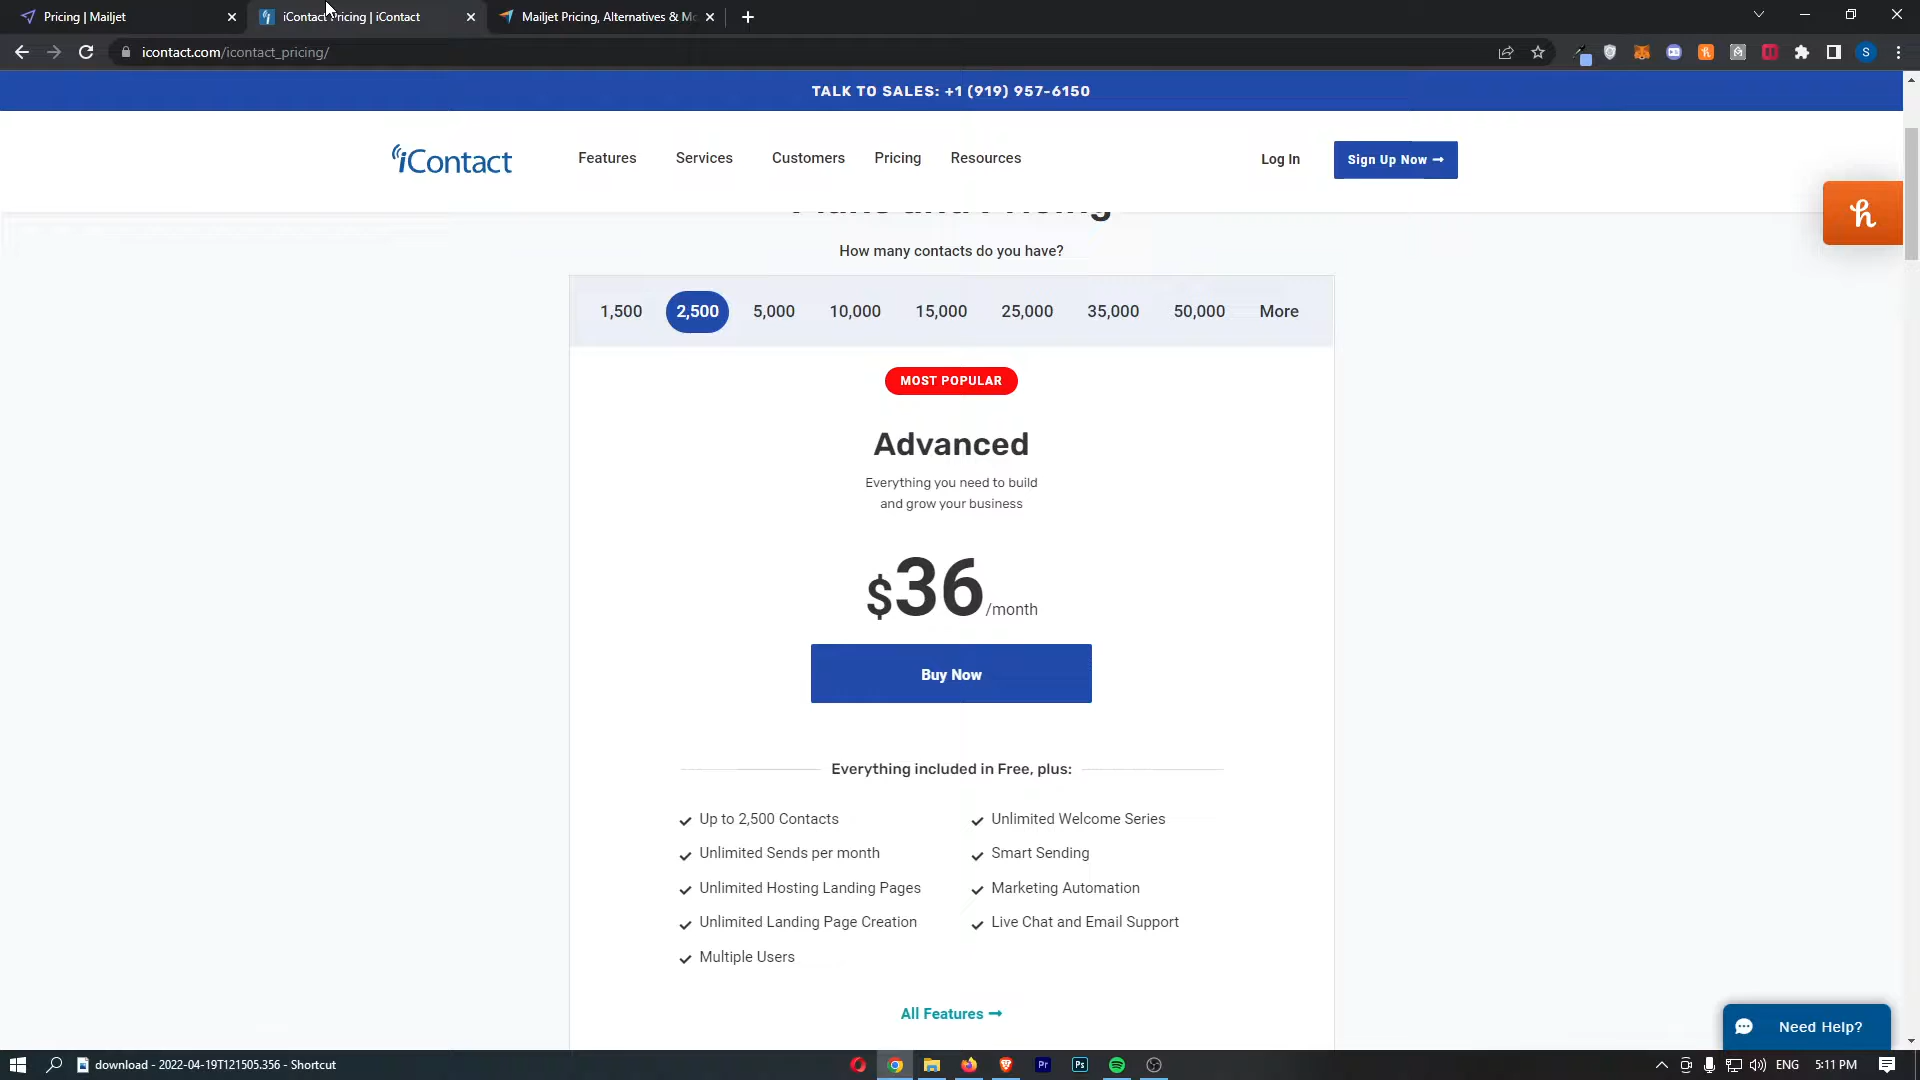 Pricing | Mailjet
iContact Pricing | iContact
Mailjet Pricing, Alternatives & Mo
icontact.com/icontact_pricing/
S
TALK TO SALES: +1 (919) 957-6150
iContact
Features
Services
Customers
Pricing
Resources
Log In
Sign Up Now
Plans and Pricing
How many contacts do you have?
1,500
2,500
5,000
10,000
15,000
25,000
35,000
50,000
More
MOST POPULAR
Advanced
Everything you need to build
and grow your business
$36/month
Buy Now
Everything included in Free, plus:
Up to 2,500 Contacts
Unlimited Sends per month
Unlimited Hosting Landing Pages
Unlimited Landing Page Creation
Multiple Users
Unlimited Welcome Series
Smart Sending
Marketing Automation
Live Chat and Email Support
All Features
Need Help?
download - 2022-04-19T121505.356 - Shortcut
Pr
Ps
ENG
5:11 PM